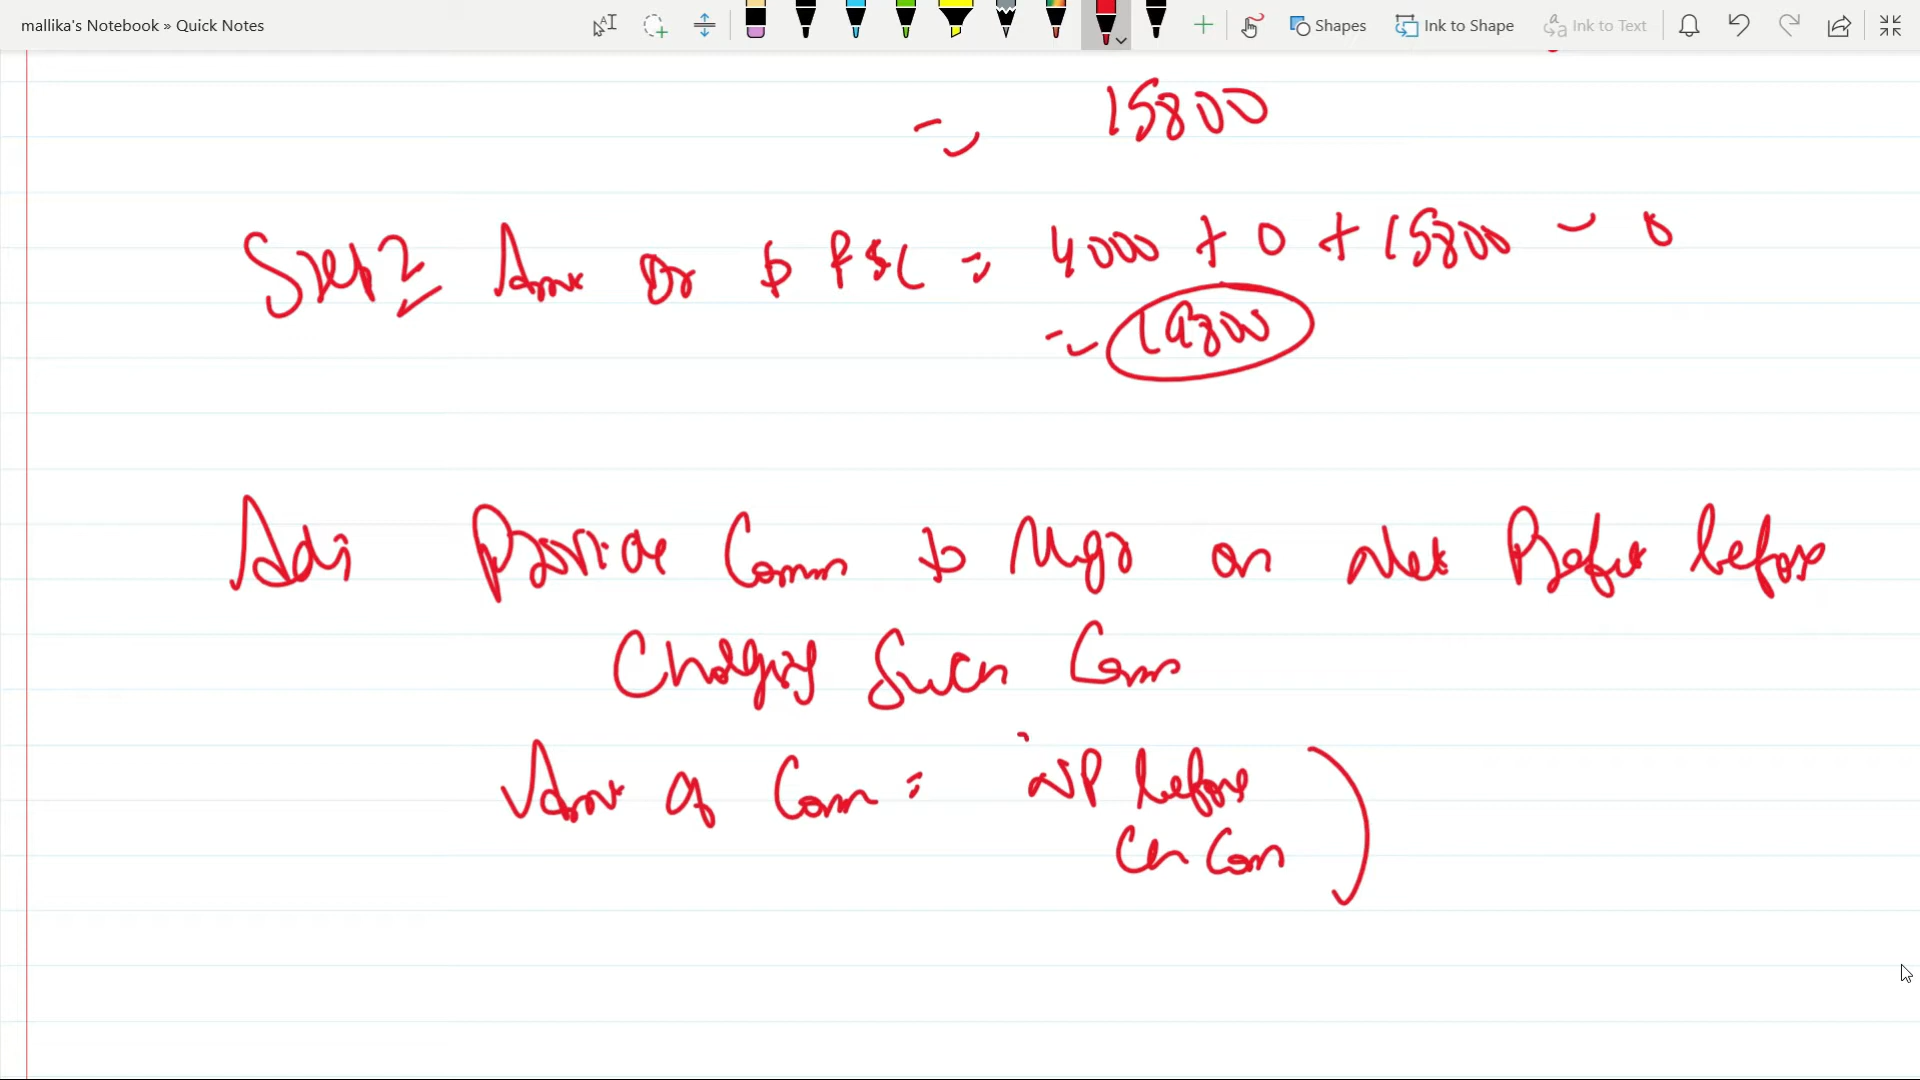 mallika's Notebook » Quick Notes
Shapes
Ink to Shape
Ink to Text
= 15800
Step 2 Amt Dr to P&L = 4000 + 0 + 15800 - 0
= 19800
Adj Provide Comm to Mgr on Net Profit before
Charging Such Comm
Amt of Comm = NP before
Ch Com )